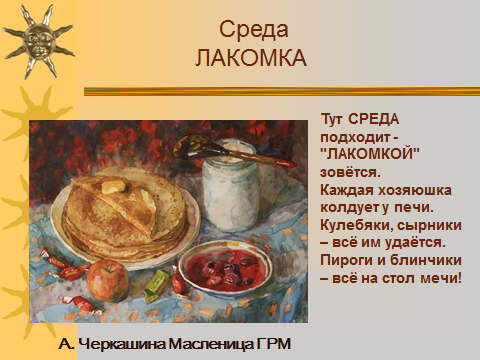 Среда
ЛАКОМКА
Тут СРЕДА
подходит -
"ЛАКОМКОЙ"
зовётся.
Каждая хозяюшка
колдует у печи.
Кулебяки, сырники
– всё им удаётся.
Пироги и блинчики
– всё на стол мечи!
А. Черкашина Масленица ГРМ